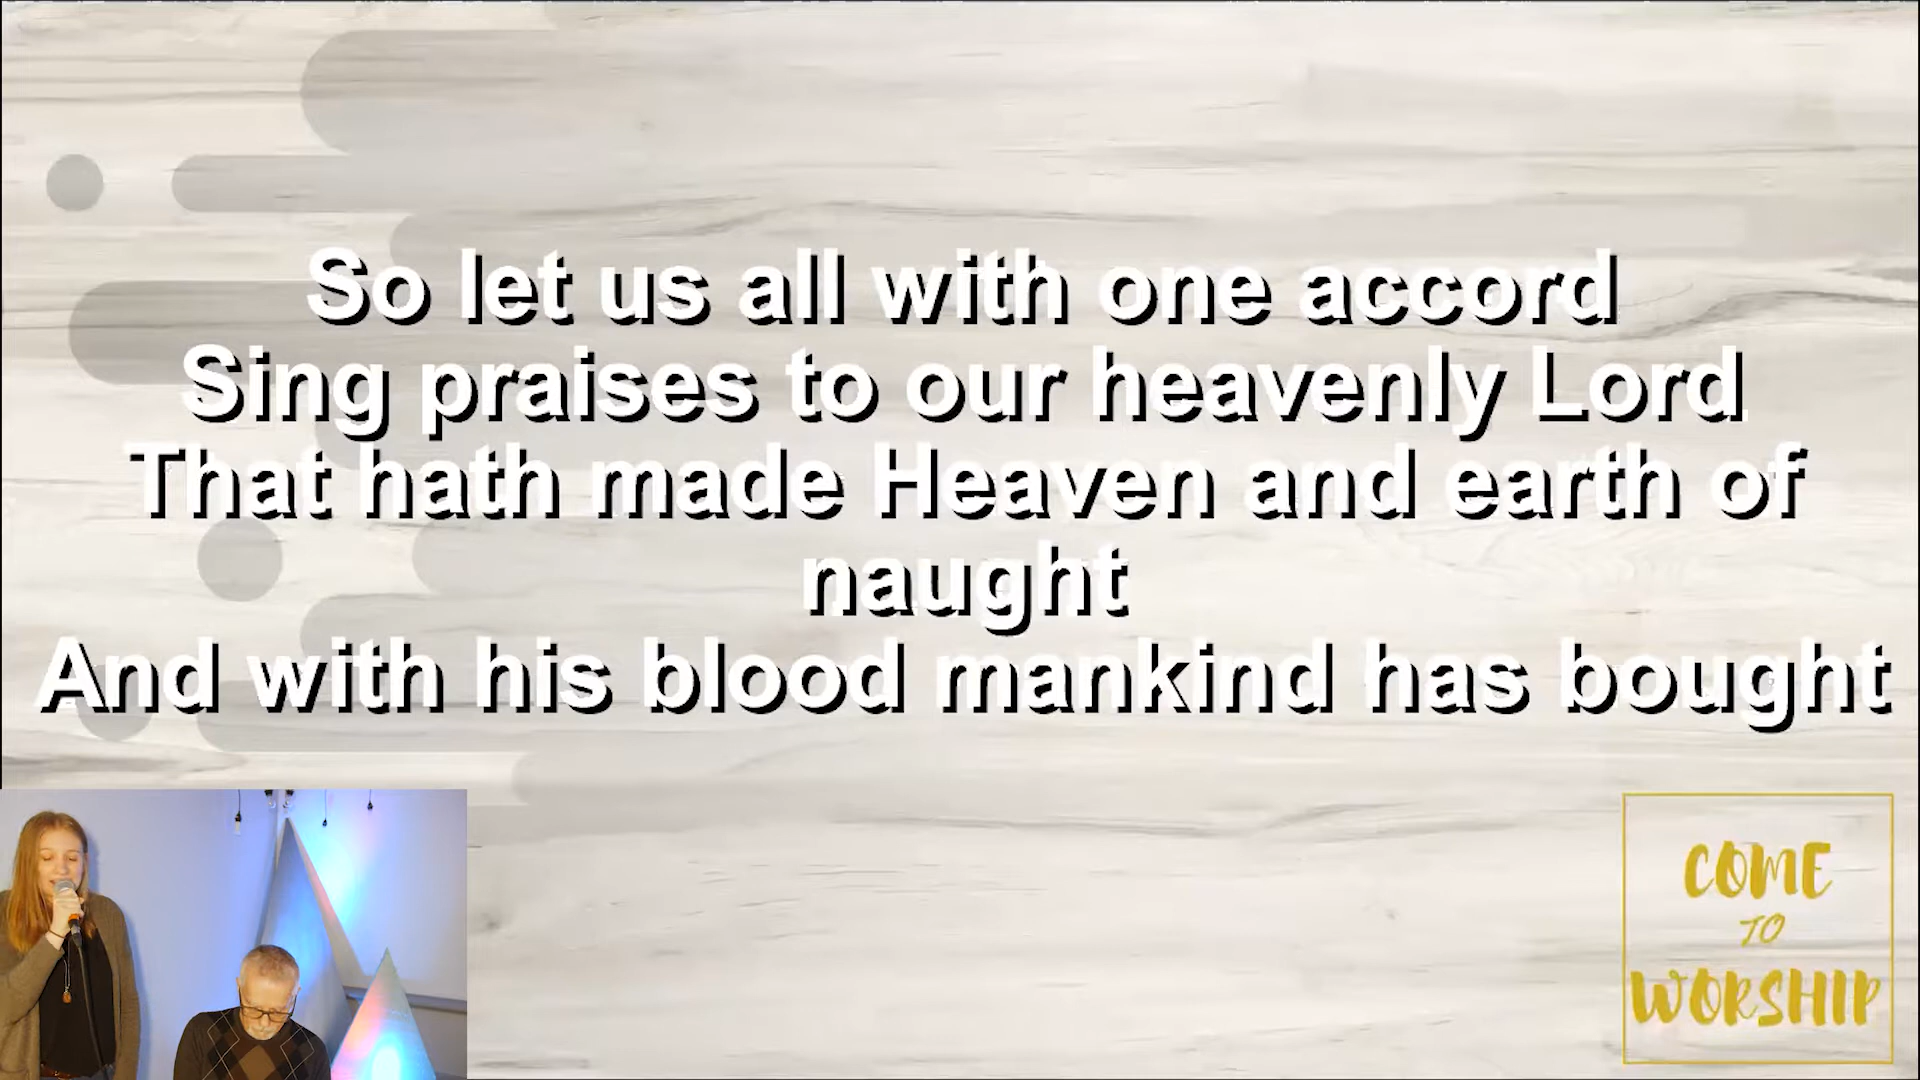 So let us all with one accord
Sing praises to our heavenly Lord
That hath made Heaven and earth of
naught
And with his blood mankind has bought
COME
TO
WORSHIP